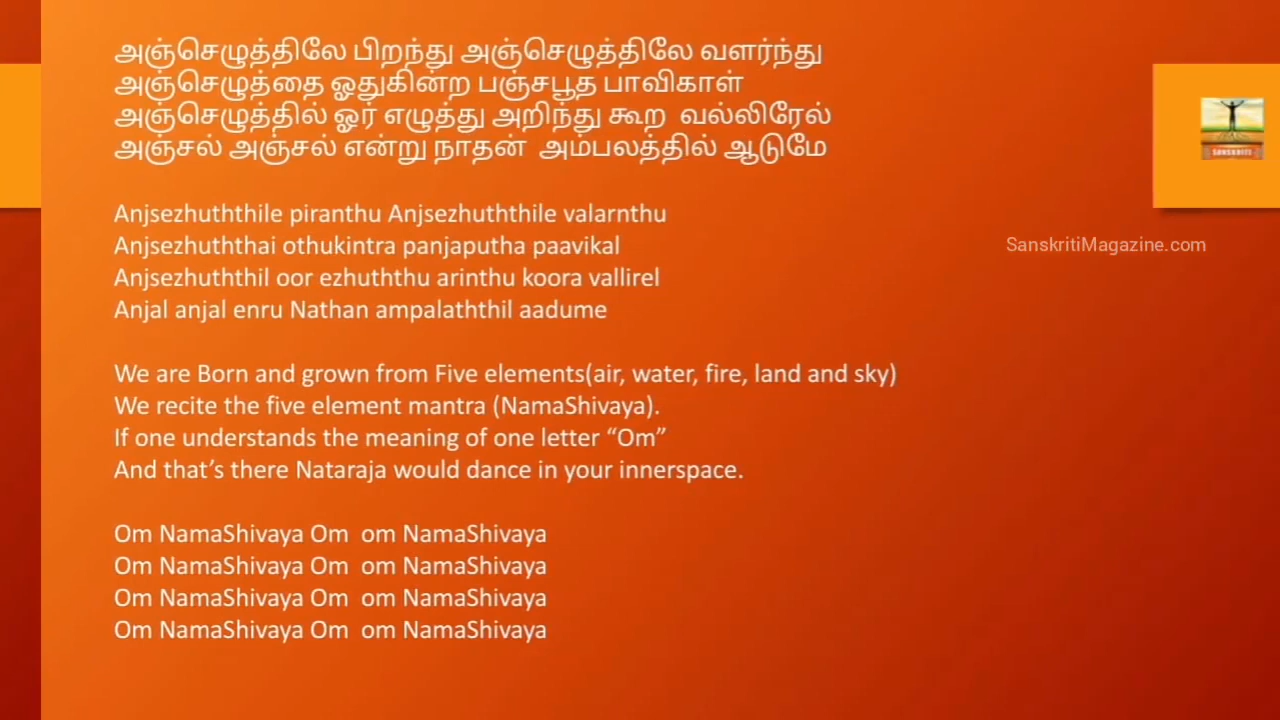 அஞ்செழுத்திலே பிறந்து அஞ்செழுத்திலே வளர்ந்து
அஞ்செழுத்தை ஓதுகின்ற பஞ்சபூத பாவிகாள்
அஞ்செழுத்தில் ஓர் எழுத்து அறிந்து கூற வல்லிரேல்
அஞ்சல் அஞ்சல் என்று நாதன் அம்பலத்தில் ஆடுமே
Anjsezhuththile piranthu Anjsezhuththile valarnthu
Anjsezhuththai othukintra panjaputha paavikal
Anjsezhuththil oor ezhuththu arinthu koora vallirel
Anjal anjal enru Nathan ampalaththil aadume
We are Born and grown from Five elements(air, water, fire, land and sky)
We recite the five element mantra (NamaShivaya).
If one understands the meaning of one letter “Om”
And that’s there Nataraja would dance in your innerspace.
Om NamaShivaya Om om NamaShivaya
Om NamaShivaya Om om NamaShivaya
Om NamaShivaya Om om NamaShivaya
Om NamaShivaya Om om NamaShivaya
SANSKRITI
SanskritiMagazine.com